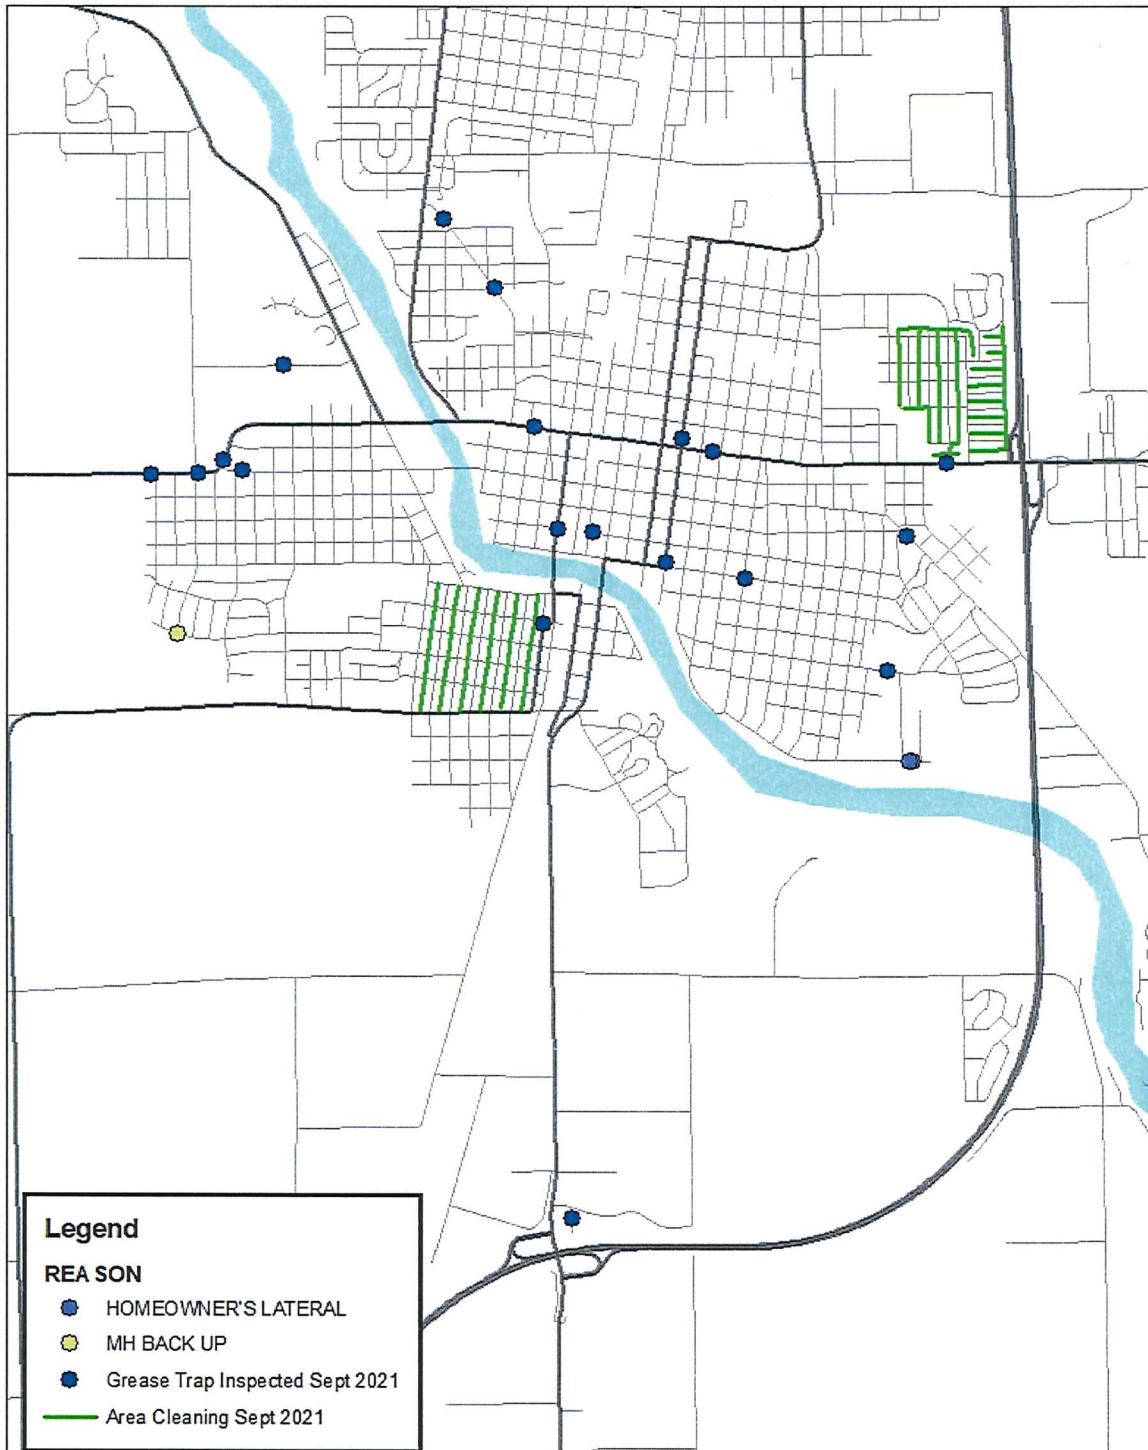 Legend
REA SON
HOMEOWNER'S LATERAL
MH BACK UP
Grease Trap Inspected Sept 2021
Area Cleaning Sept 2021